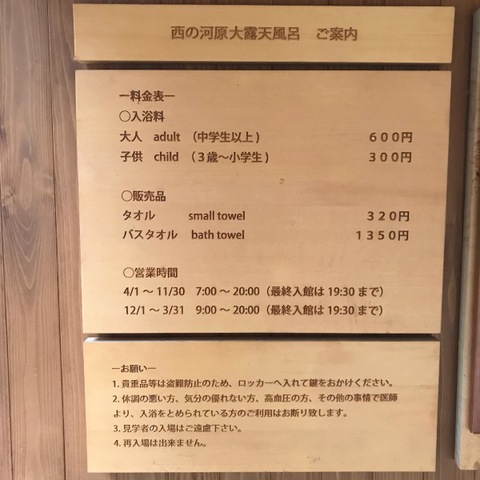 西の河原大露天風呂　ご案内
―料金表―
○入浴料
大人　adult　（中学生以上)　６００円
子供　child　（３歳～小学生)　３００円
○販売品
タオル　small towel　３２０円
バスタオル　bath towel　１３５０円
○営業時間
4/1 ～ 11/30　7:00 ～ 20:00（最終入館は 19:30 まで）
12/1 ～ 3/31　9:00 ～ 20:00（最終入館は 19:30 まで）
―お願い―
1. 貴重品等は盗難防止のため、ロッカーへ入れて鍵をおかけください。
2. 体調の悪い方、気分の優れない方、高血圧の方、その他の事情で医師
より、入浴をとめられている方のご利用はお断り致します。
3. 見学者の入場はご遠慮下さい。
4. 再入場は出来ません。